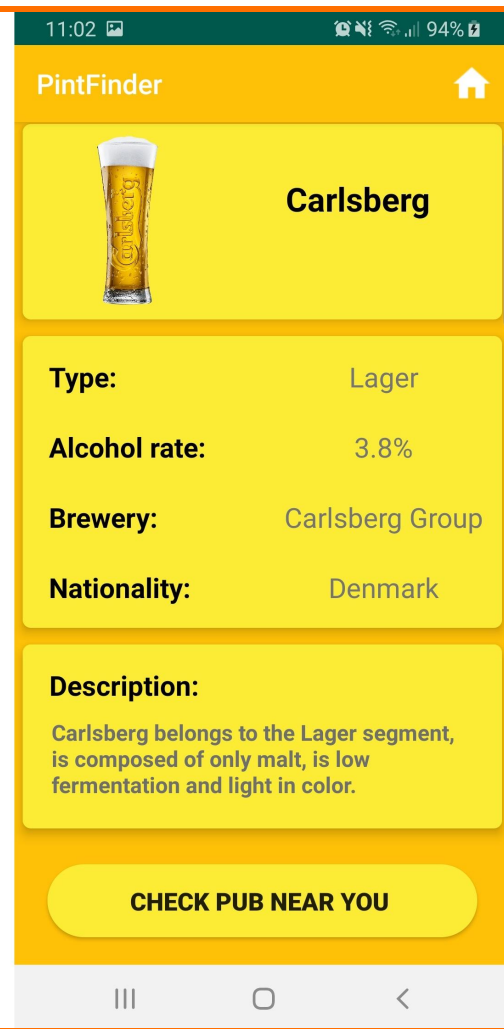 11:02 94%
PintFinder
Carlsberg
Carlsberg
Type: Lager
Alcohol rate: 3.8%
Brewery: Carlsberg Group
Nationality: Denmark
Description:
Carlsberg belongs to the Lager segment,
is composed of only malt, is low
fermentation and light in color.
CHECK PUB NEAR YOU